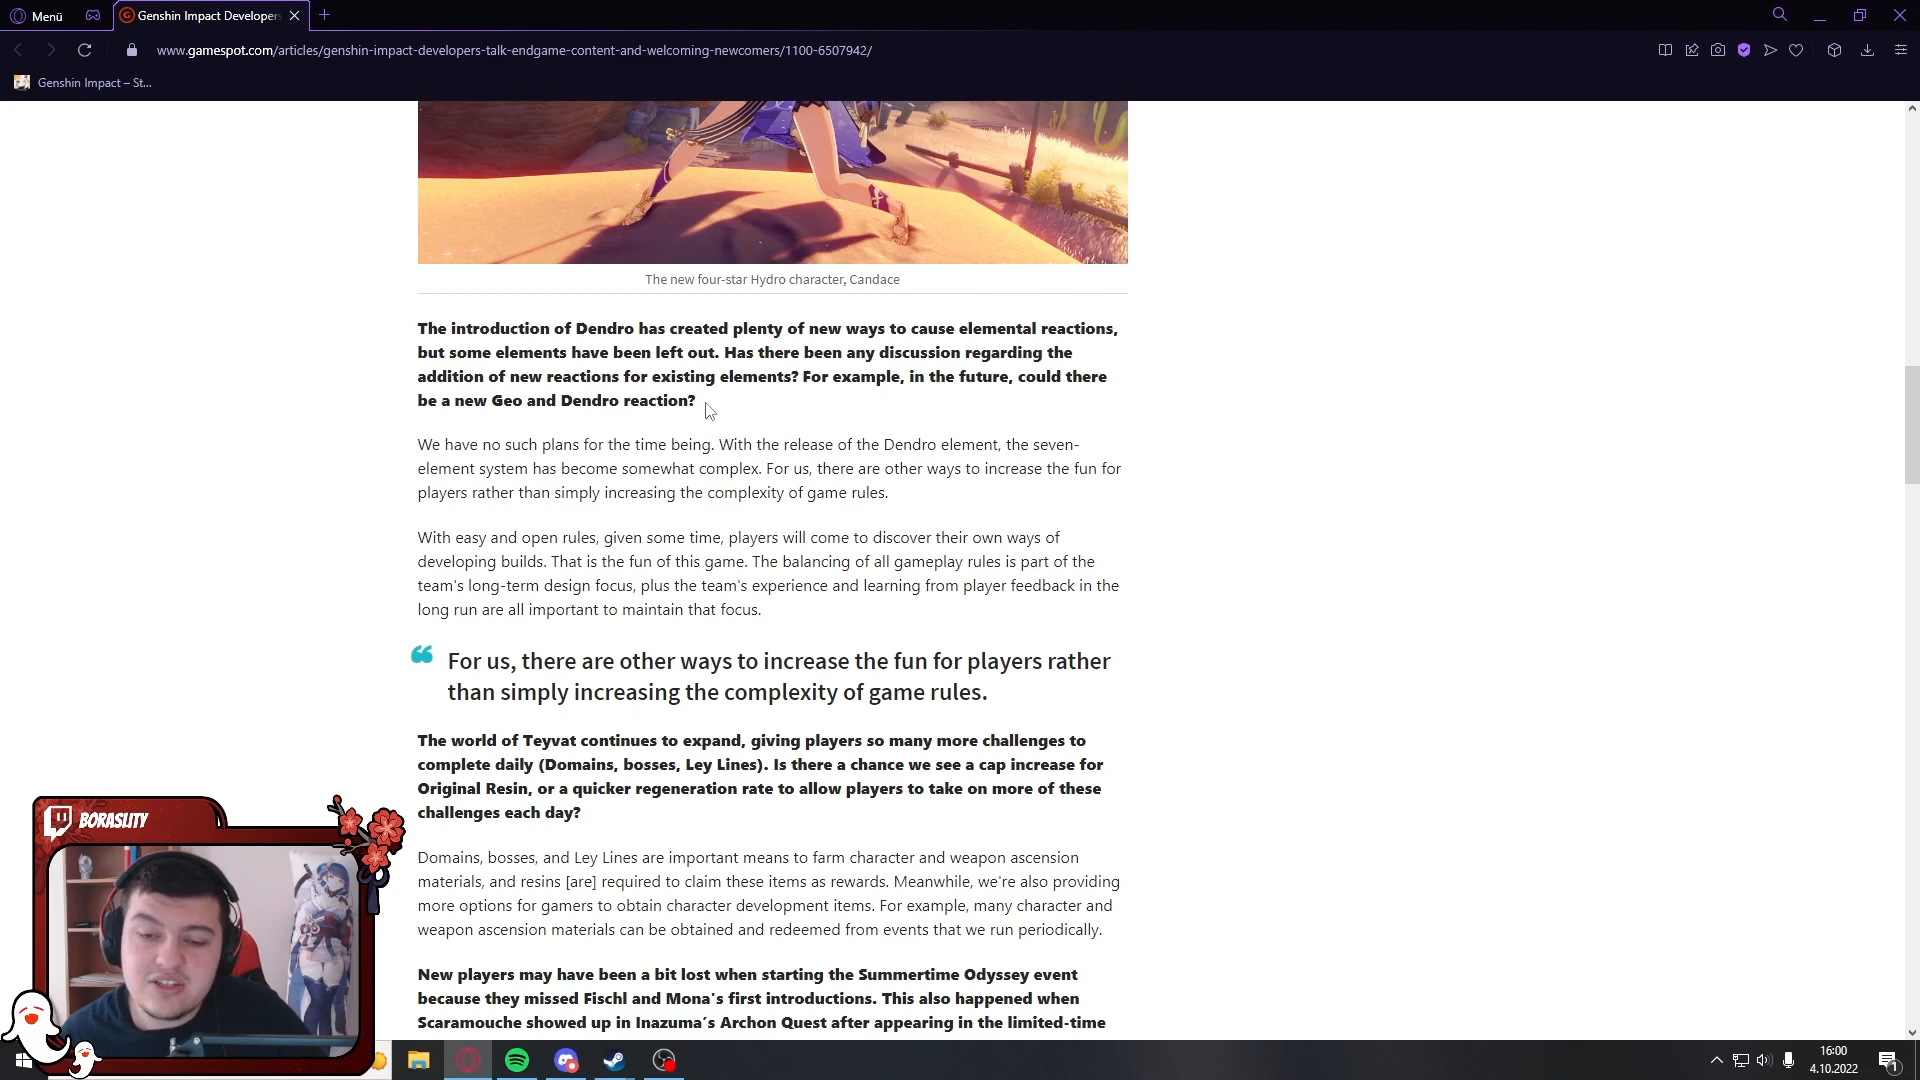 Menü
Genshin Impact Developers
www.gamespot.com/articles/genshin-impact-developers-talk-endgame-content-and-welcoming-newcomers/1100-6507942/
Genshin Impact – St...
The new four-star Hydro character, Candace
The introduction of Dendro has created plenty of new ways to cause elemental reactions,
but some elements have been left out. Has there been any discussion regarding the
addition of new reactions for existing elements? For example, in the future, could there
be a new Geo and Dendro reaction?
We have no such plans for the time being. With the release of the Dendro element, the seven-
element system has become somewhat complex. For us, there are other ways to increase the fun for
players rather than simply increasing the complexity of game rules.
With easy and open rules, given some time, players will come to discover their own ways of
developing builds. That is the fun of this game. The balancing of all gameplay rules is part of the
team's long-term design focus, plus the team's experience and learning from player feedback in the
long run are all important to maintain that focus.
❝ For us, there are other ways to increase the fun for players rather
than simply increasing the complexity of game rules.
The world of Teyvat continues to expand, giving players so many more challenges to
complete daily (Domains, bosses, Ley Lines). Is there a chance we see a cap increase for
Original Resin, or a quicker regeneration rate to allow players to take on more of these
challenges each day?
Domains, bosses, and Ley Lines are important means to farm character and weapon ascension
materials, and resins [are] required to claim these items as rewards. Meanwhile, we're also providing
more options for gamers to obtain character development items. For example, many character and
weapon ascension materials can be obtained and redeemed from events that we run periodically.
New players may have been a bit lost when starting the Summertime Odyssey event
because they missed Fischl and Mona's first introductions. This also happened when
Scaramouche showed up in Inazuma's Archon Quest after appearing in the limited-time
BORASLITY
16:00
4.10.2022
1